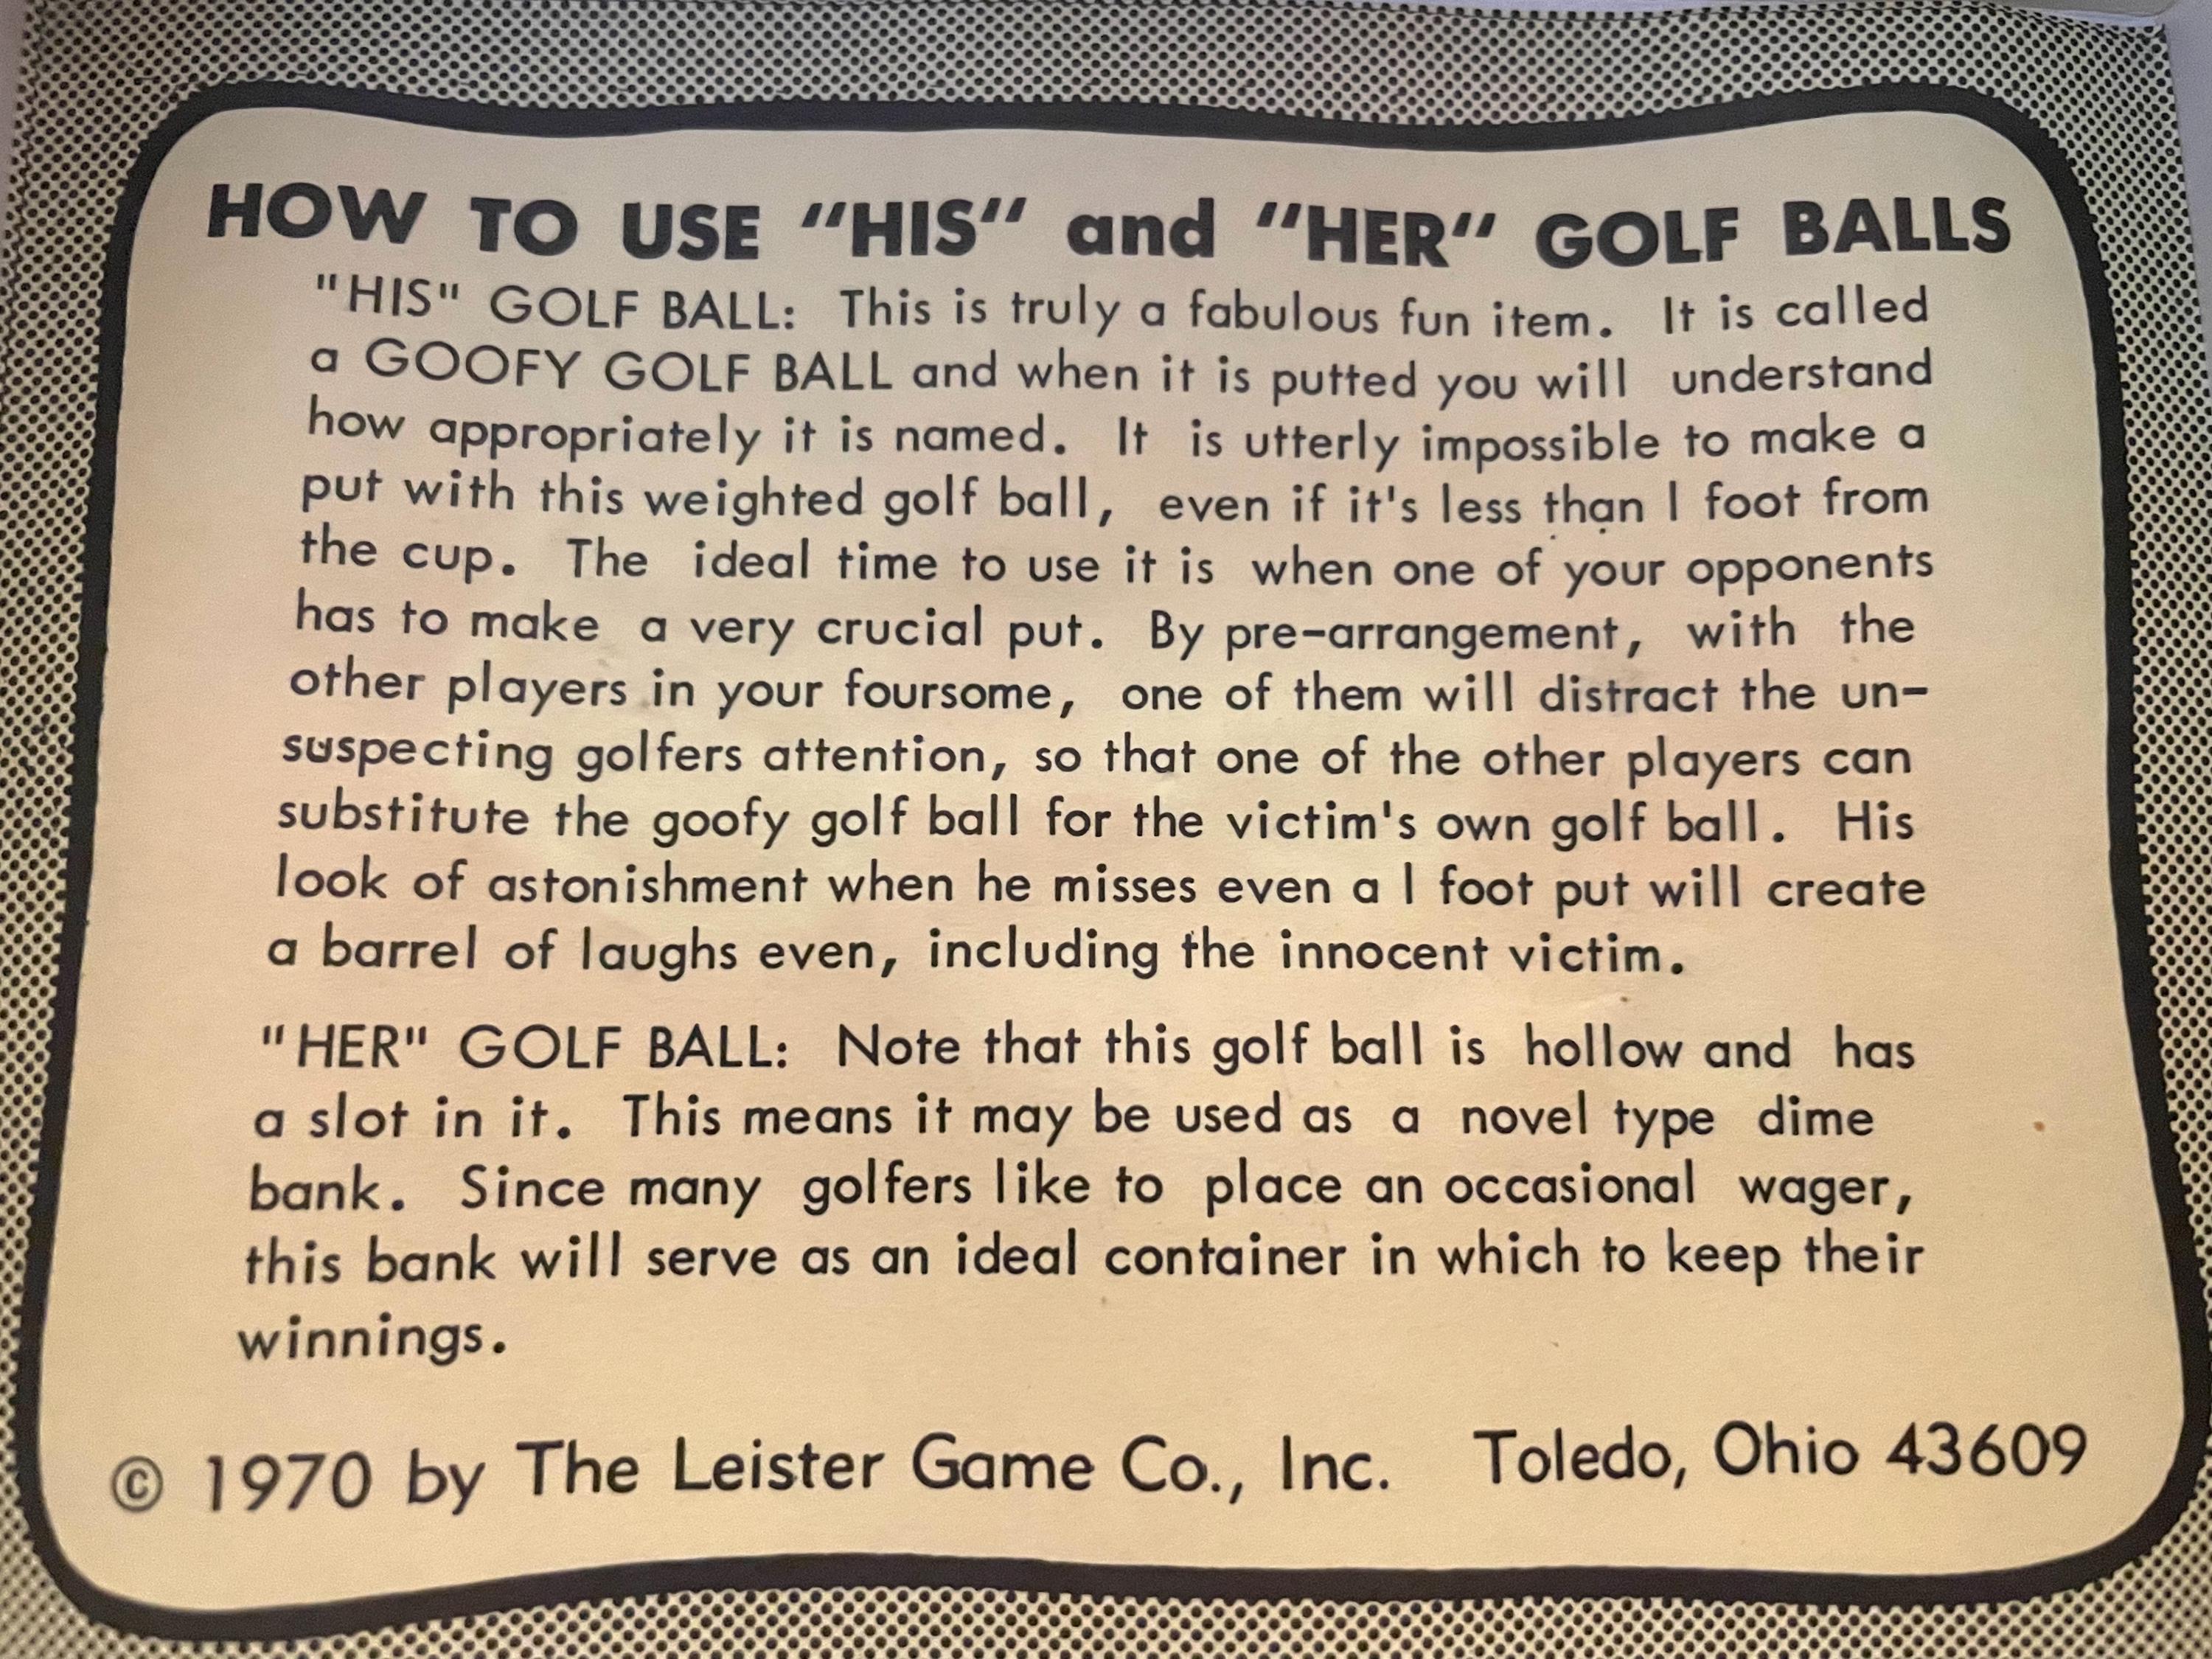 HOW TO USE "HIS" and "HER" GOLF BALLS
"HIS" GOLF BALL: This is truly a fabulous fun item. It is called
a GOOFY GOLF BALL and when it is putted you will understand
how appropriately it is named. It is utterly impossible to make a
put with this weighted golf ball, even if it's less than 1 foot from
the cup. The ideal time to use it is when one of your opponents
has to make a very crucial put. By pre-arrangement, with the
other players in your foursome, one of them will distract the un-
suspecting golfers attention, so that one of the other players can
substitute the goofy golf ball for the victim's own golf ball. His
look of astonishment when he misses even a 1 foot put will create
a barrel of laughs even, including the innocent victim.
"HER" GOLF BALL: Note that this golf ball is hollow and has
a slot in it. This means it may be used as a novel type dime
bank. Since many golfers like to place an occasional wager,
this bank will serve as an ideal container in which to keep their
winnings.
© 1970 by The Leister Game Co., Inc. Toledo, Ohio 43609